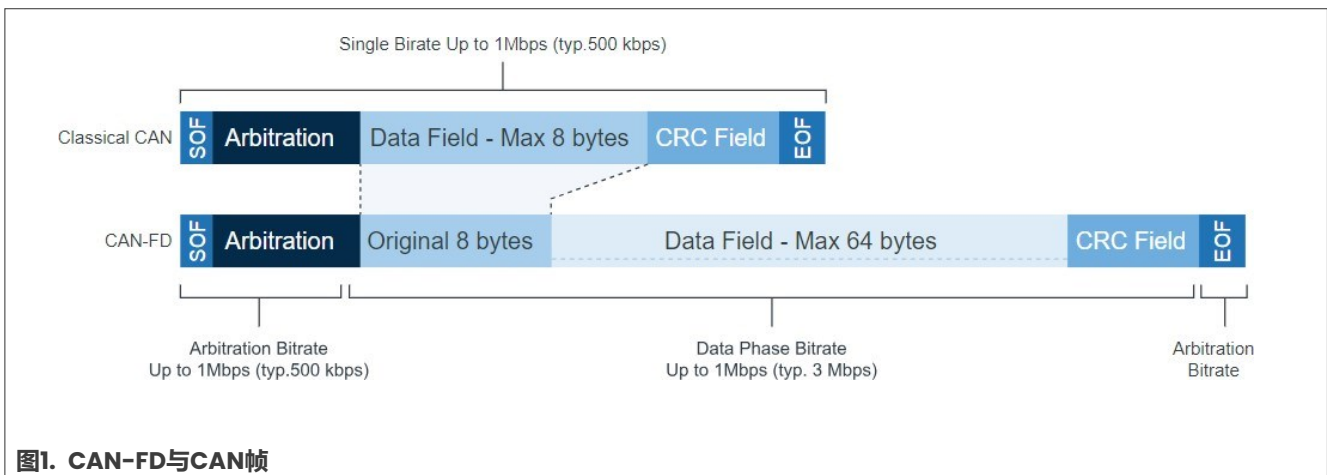 Single Birate Up to 1Mbps (typ.500 kbps)
Classical CAN SOF Arbitration Data Field - Max 8 bytes CRC Field EOF
CAN-FD SOF Arbitration Original 8 bytes Data Field - Max 64 bytes CRC Field EOF
Arbitration Bitrate Data Phase Bitrate Arbitration
Up to 1Mbps (typ.500 kbps) Up to 1Mbps (typ. 3 Mbps) Bitrate
图1. CAN-FD与CAN帧